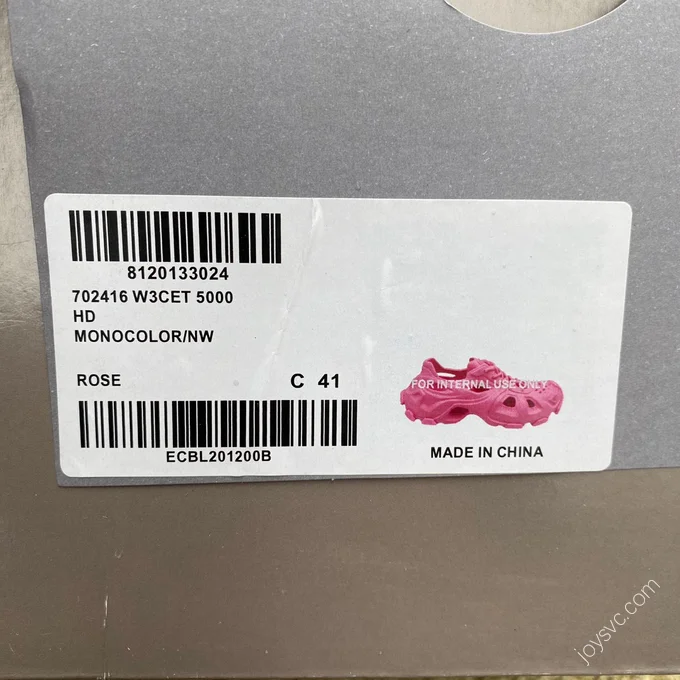 8120133024
702416 W3CET 5000
HD
MONOCOLOR/NW
ROSE C 41
FOR INTERNAL USE ONLY
ECBL201200B
MADE IN CHINA
joysvc.com